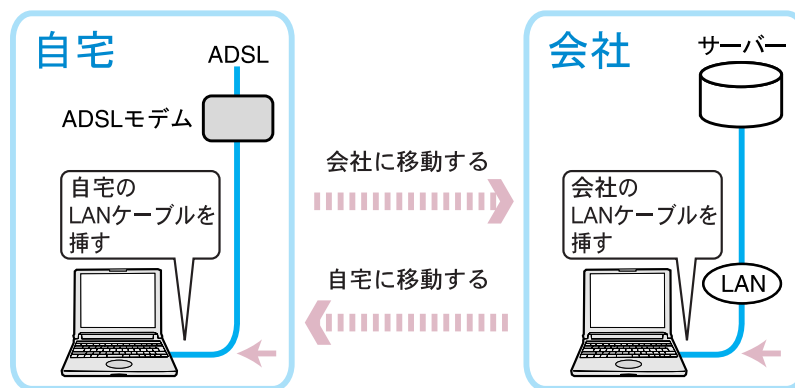 自宅
ADSL
ADSLモデム
自宅の
LANケーブルを
挿す
会社に移動する
自宅に移動する
会社
サーバー
会社の
LANケーブルを
挿す
LAN